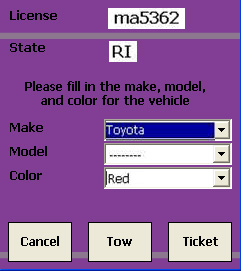 License ma5362
State RI
Please fill in the make, model,
and color for the vehicle
Make Toyota
Model --------
Color Red
Cancel Tow Ticket